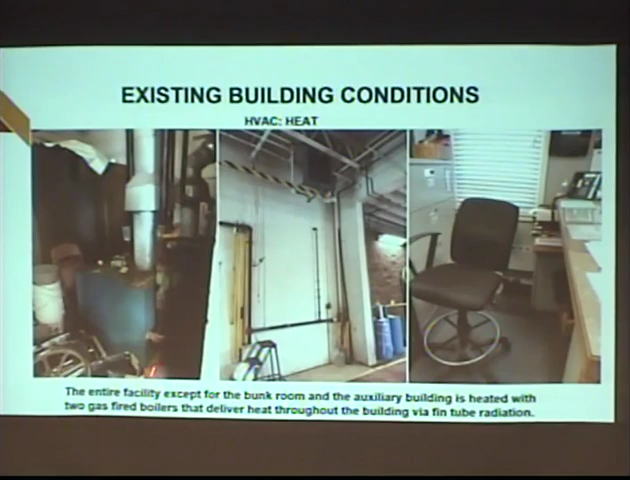 EXISTING BUILDING CONDITIONS
HVAC: HEAT
The entire facility except for the bunk room and the auxiliary building is heated with
two gas fired boilers that deliver heat throughout the building via fin tube radiation.